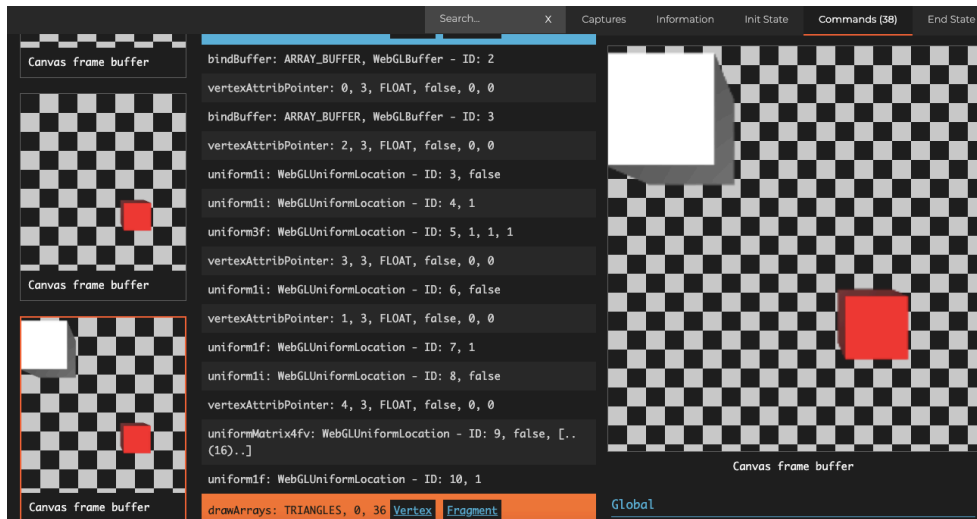 Search... X Captures Information Init State Commands (38) End State
Canvas frame buffer
Canvas frame buffer
Canvas frame buffer
bindBuffer: ARRAY_BUFFER, WebGLBuffer - ID: 2
vertexAttribPointer: 0, 3, FLOAT, false, 0, 0
bindBuffer: ARRAY_BUFFER, WebGLBuffer - ID: 3
vertexAttribPointer: 2, 3, FLOAT, false, 0, 0
uniform1i: WebGLUniformLocation - ID: 3, false
uniform1i: WebGLUniformLocation - ID: 4, 1
uniform3f: WebGLUniformLocation - ID: 5, 1, 1, 1
vertexAttribPointer: 3, 3, FLOAT, false, 0, 0
uniform1i: WebGLUniformLocation - ID: 6, false
vertexAttribPointer: 1, 3, FLOAT, false, 0, 0
uniform1f: WebGLUniformLocation - ID: 7, 1
uniform1i: WebGLUniformLocation - ID: 8, false
vertexAttribPointer: 4, 3, FLOAT, false, 0, 0
uniformMatrix4fv: WebGLUniformLocation - ID: 9, false, [..
(16)..]
uniform1f: WebGLUniformLocation - ID: 10, 1
drawArrays: TRIANGLES, 0, 36 Vertex Fragment
Canvas frame buffer
Global